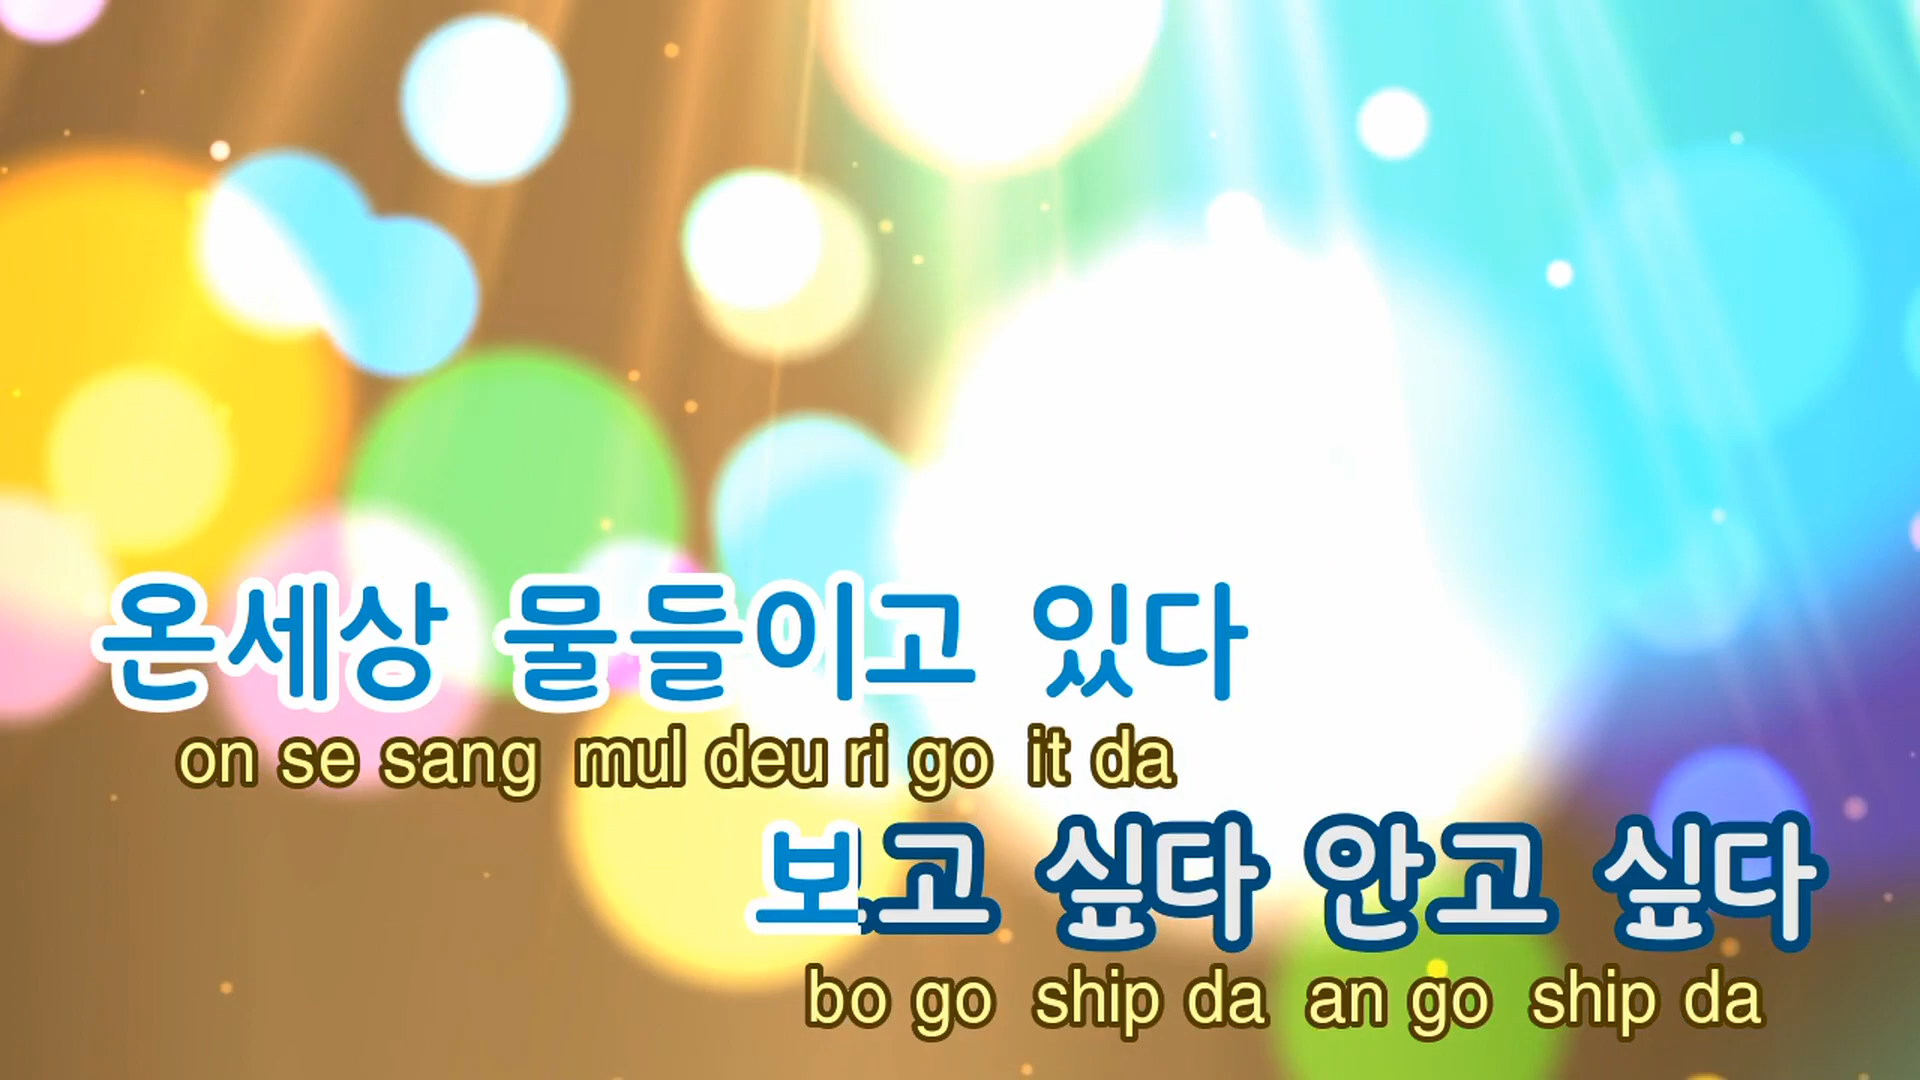 온세상 물들이고 있다
on se sang mul deu ri go it da
보고 싶다 안고 싶다
bo go ship da an go ship da